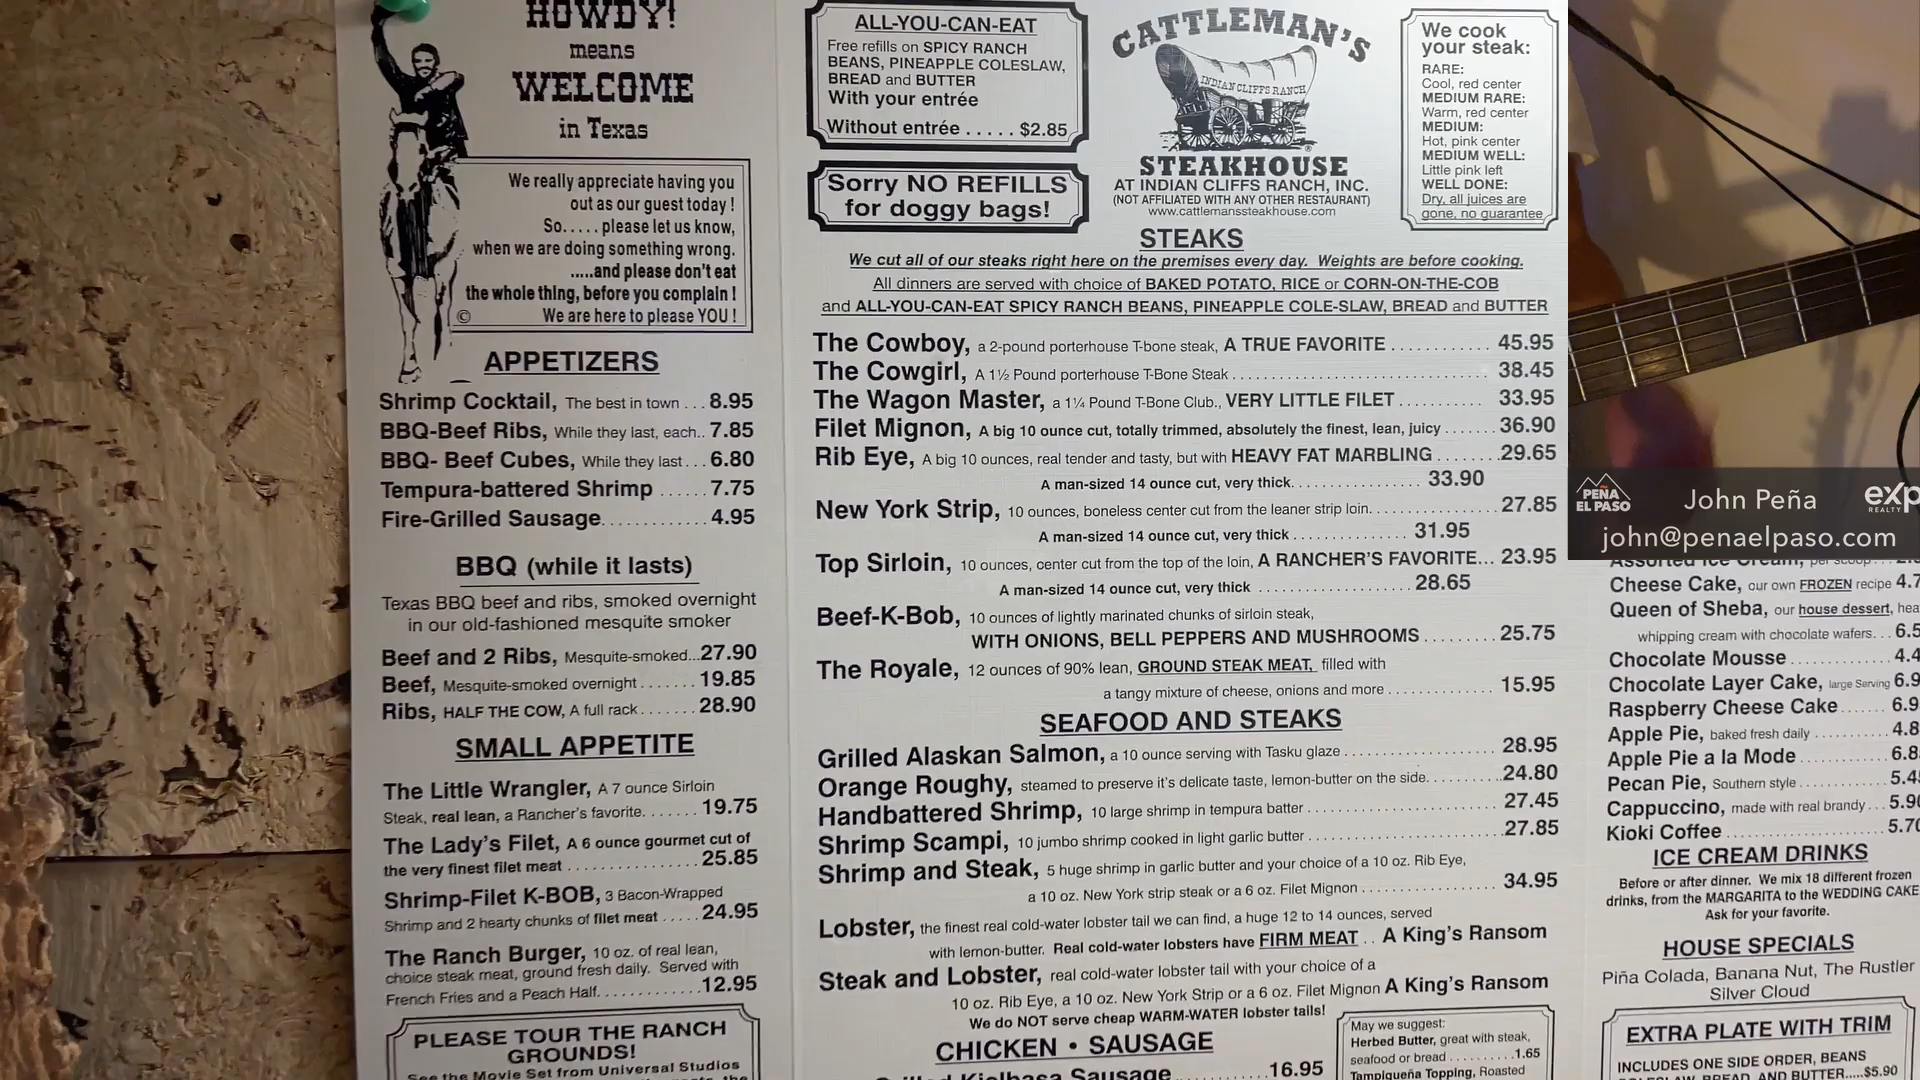 HOWDY!
means
WELCOME
in Texas
We really appreciate having you
out as our guest today !
So. . . . . please let us know,
when we are doing something wrong.
.....and please don't eat
the whole thing, before you complain !
© We are here to please YOU !
APPETIZERS
Shrimp Cocktail, The best in town . . . 8.95
BBQ-Beef Ribs, While they last, each.. 7.85
BBQ- Beef Cubes, While they last . . . 6.80
Tempura-battered Shrimp . . . . . . 7.75
Fire-Grilled Sausage. . . . . . . . . . . . 4.95
BBQ (while it lasts)
Texas BBQ beef and ribs, smoked overnight
in our old-fashioned mesquite smoker
Beef and 2 Ribs, Mesquite-smoked...27.90
Beef, Mesquite-smoked overnight . . . . . . . 19.85
Ribs, HALF THE COW, A full rack . . . . . . . 28.90
SMALL APPETITE
The Little Wrangler, A 7 ounce Sirloin
Steak, real lean, a Rancher's favorite. . . . . . . 19.75
The Lady's Filet, A 6 ounce gourmet cut of
the very finest filet meat . . . . . . . . . . . . . . . . . 25.85
Shrimp-Filet K-BOB, 3 Bacon-Wrapped
Shrimp and 2 hearty chunks of filet meat . . . . . 24.95
The Ranch Burger, 10 oz. of real lean,
choice steak meat, ground fresh daily. Served with
French Fries and a Peach Half. . . . . . . . . . . . . 12.95
PLEASE TOUR THE RANCH
GROUNDS!
See the Movie Set from Universal Studios
ALL-YOU-CAN-EAT
Free refills on SPICY RANCH
BEANS, PINEAPPLE COLESLAW,
BREAD and BUTTER
With your entrée
Without entrée . . . . . $2.85
Sorry NO REFILLS
for doggy bags!
CATTLEMAN'S
INDIAN CLIFFS RANCH
STEAKHOUSE
AT INDIAN CLIFFS RANCH, INC.
(NOT AFFILIATED WITH ANY OTHER RESTAURANT)
www.cattlemanssteakhouse.com
We cook
your steak:
RARE:
Cool, red center
MEDIUM RARE:
Warm, red center
MEDIUM:
Hot, pink center
MEDIUM WELL:
Little pink left
WELL DONE:
Dry, all juices are
gone, no guarantee
STEAKS
We cut all of our steaks right here on the premises every day. Weights are before cooking.
All dinners are served with choice of BAKED POTATO, RICE or CORN-ON-THE-COB
and ALL-YOU-CAN-EAT SPICY RANCH BEANS, PINEAPPLE COLE-SLAW, BREAD and BUTTER
The Cowboy, a 2-pound porterhouse T-bone steak, A TRUE FAVORITE . . . . . . . . . . . 45.95
The Cowgirl, A 1½ Pound porterhouse T-Bone Steak . . . . . . . . . . . . . . . . . . . . . . . . 38.45
The Wagon Master, a 1¼ Pound T-Bone Club., VERY LITTLE FILET . . . . . . . . . . 33.95
Filet Mignon, A big 10 ounce cut, totally trimmed, absolutely the finest, lean, juicy . . . . . . . 36.90
Rib Eye, A big 10 ounces, real tender and tasty, but with HEAVY FAT MARBLING . . . . . . . . 29.65
A man-sized 14 ounce cut, very thick. . . . . . . . . . . . . . . . . 33.90
New York Strip, 10 ounces, boneless center cut from the leaner strip loin. . . . . . . . . . . . . . . . 27.85
A man-sized 14 ounce cut, very thick . . . . . . . . . . . . . . . 31.95
Top Sirloin, 10 ounces, center cut from the top of the loin, A RANCHER'S FAVORITE... 23.95
A man-sized 14 ounce cut, very thick . . . . . . . . . . . . . . . . . . . 28.65
Beef-K-Bob, 10 ounces of lightly marinated chunks of sirloin steak,
WITH ONIONS, BELL PEPPERS AND MUSHROOMS . . . . . . . . . 25.75
The Royale, 12 ounces of 90% lean, GROUND STEAK MEAT, filled with
a tangy mixture of cheese, onions and more . . . . . . . . . . . . . . 15.95
SEAFOOD AND STEAKS
Grilled Alaskan Salmon, a 10 ounce serving with Tasku glaze . . . . . . . . . . . . . . . . . . . 28.95
Orange Roughy, steamed to preserve it's delicate taste, lemon-butter on the side. . . . . . . . . 24.80
Handbattered Shrimp, 10 large shrimp in tempura batter . . . . . . . . . . . . . . . . . . . . . . . . 27.45
Shrimp Scampi, 10 jumbo shrimp cooked in light garlic butter . . . . . . . . . . . . . . . . . . . . . . . . 27.85
Shrimp and Steak, 5 huge shrimp in garlic butter and your choice of a 10 oz. Rib Eye,
a 10 oz. New York strip steak or a 6 oz. Filet Mignon . . . . . . . . . . . . . . . . . 34.95
Lobster, the finest real cold-water lobster tail we can find, a huge 12 to 14 ounces, served
with lemon-butter. Real cold-water lobsters have FIRM MEAT . . A King's Ransom
Steak and Lobster, real cold-water lobster tail with your choice of a
10 oz. Rib Eye, a 10 oz. New York Strip or a 6 oz. Filet Mignon A King's Ransom
We do NOT serve cheap WARM-WATER lobster tails!
CHICKEN • SAUSAGE
Grilled Kielbasa Sausage 16.95
May we suggest:
Herbed Butter, great with steak,
seafood or bread . . . . . . . . . . 1.65
Tampiqueña Topping, Roasted
PEÑA
EL PASO
John Peña
exp
REALTY
john@penaelpaso.com
Assorted Ice Cream, per scoop
Cheese Cake, our own FROZEN recipe 4.7
Queen of Sheba, our house dessert, hea
whipping cream with chocolate wafers. . . 6.5
Chocolate Mousse . . . . . . . . . . . . . . 4.4
Chocolate Layer Cake, large Serving 6.9
Raspberry Cheese Cake . . . . . . 6.9
Apple Pie, baked fresh daily . . . . . . . . . . . 4.8
Apple Pie a la Mode . . . . . . . . . . . . 6.8
Pecan Pie, Southern style . . . . . . . . . . . . . 5.4
Cappuccino, made with real brandy . . . 5.90
Kioki Coffee . . . . . . . . . . . . . . . . . . . . . 5.70
ICE CREAM DRINKS
Before or after dinner. We mix 18 different frozen
drinks, from the MARGARITA to the WEDDING CAKE
Ask for your favorite.
HOUSE SPECIALS
Piña Colada, Banana Nut, The Rustler
Silver Cloud
EXTRA PLATE WITH TRIM
INCLUDES ONE SIDE ORDER, BEANS
COLESLAW, BREAD, AND BUTTER.....$5.90